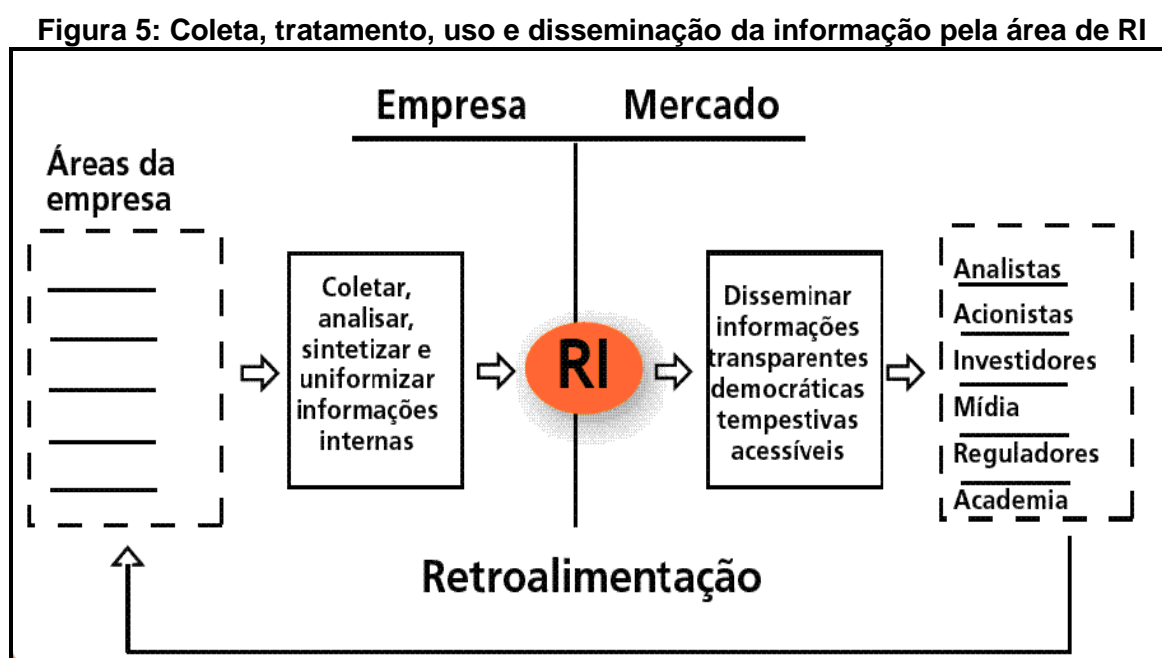 Figura 5: Coleta, tratamento, uso e disseminação da informação pela área de RI
Empresa
Mercado
Áreas da
empresa
Coletar,
analisar,
sintetizar e
uniformizar
informações
internas
RI
Disseminar
informações
transparentes
democráticas
tempestivas
acessíveis
Analistas
Acionistas
Investidores
Mídia
Reguladores
Academia
Retroalimentação